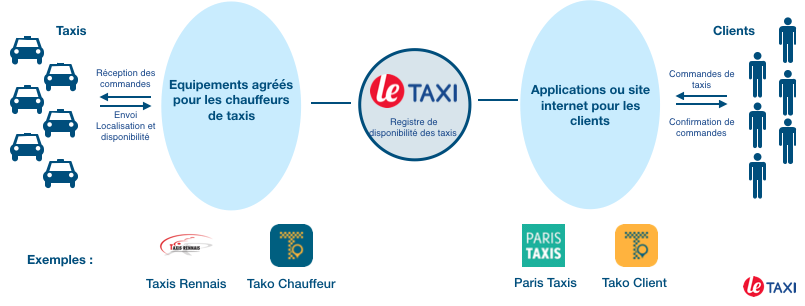 Taxis
Réception des
commandes
Envoi
Localisation et
disponibilité
Equipements agréés
pour les chauffeurs
de taxis
le TAXI
Registre de
disponibilité des taxis
Applications ou site
internet pour les
clients
Clients
Commandes de
taxis
Confirmation de
commandes
Exemples :
TAXIS RENNAIS
Taxis Rennais
Tako Chauffeur
PARIS
TAXIS
Paris Taxis
Tako Client
le TAXI